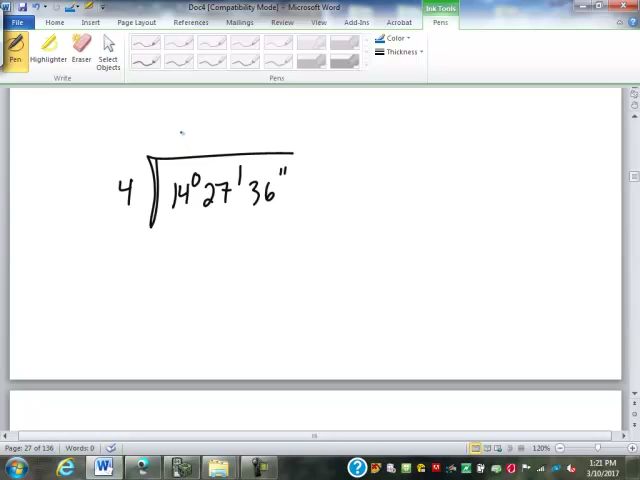 Doc4 [Compatibility Mode] - Microsoft Word
Ink Tools
File Home Insert Page Layout References Mailings Review View Add-Ins Acrobat Pens
Pen Highlighter Eraser Select Objects
Color
Thickness
Write Pens
4 14⁰ 27' 36"
Page: 27 of 136 Words: 0 120%
1:21 PM
3/10/2017